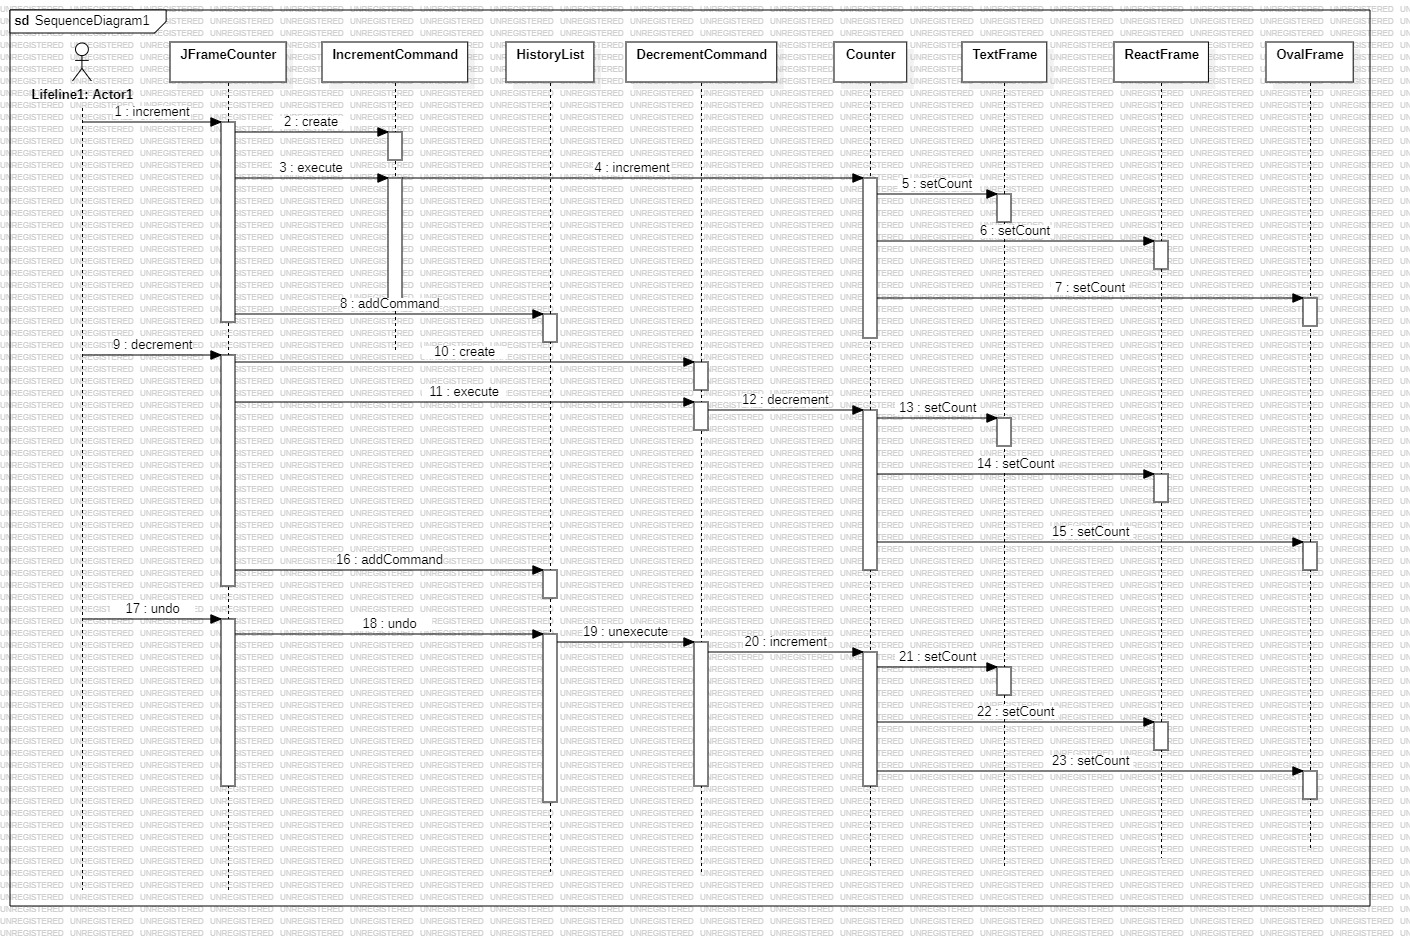 sd SequenceDiagram1
JFrameCounter
IncrementCommand
HistoryList
DecrementCommand
Counter
TextFrame
ReactFrame
OvalFrame
Lifeline1: Actor1
1 : increment
2 : create
3 : execute
4 : increment
5 : setCount
6 : setCount
7 : setCount
8 : addCommand
9 : decrement
10 : create
11 : execute
12 : decrement
13 : setCount
14 : setCount
15 : setCount
16 : addCommand
17 : undo
18 : undo
19 : unexecute
20 : increment
21 : setCount
22 : setCount
23 : setCount
UNREGISTERED